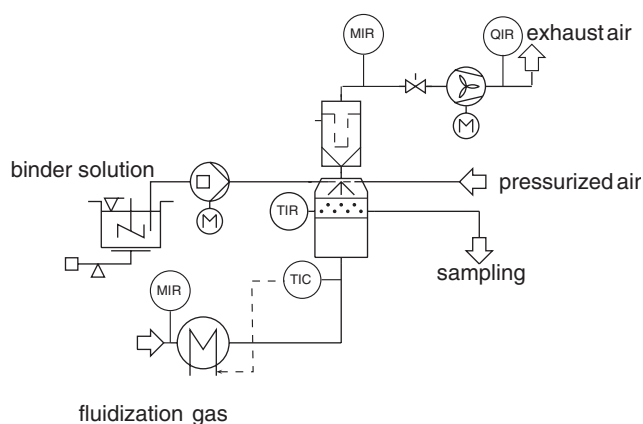 MIR
QIR
exhaust air
M
binder solution
pressurized air
M
TIR
sampling
TIC
MIR
fluidization gas